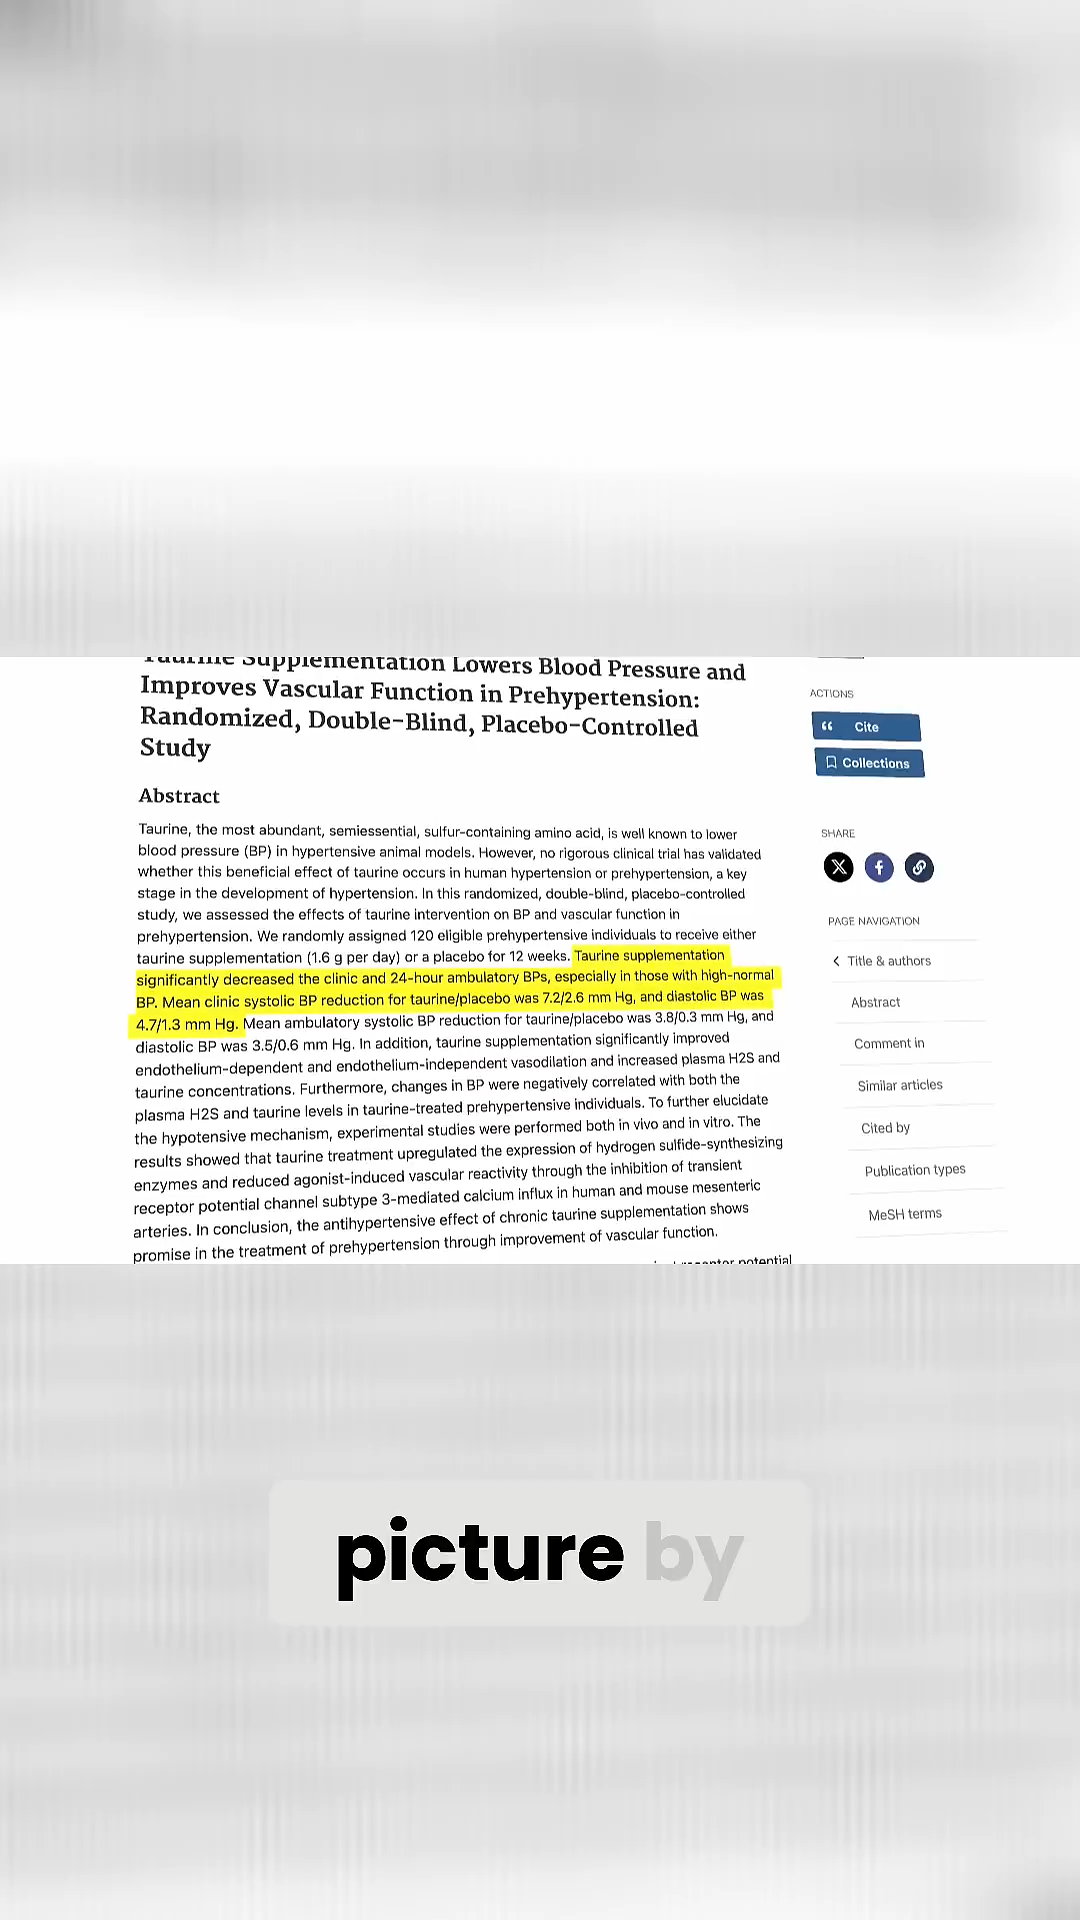 Taurine Supplementation Lowers Blood Pressure and
Improves Vascular Function in Prehypertension:
Randomized, Double-Blind, Placebo-Controlled
Study
Abstract
Taurine, the most abundant, semiessential, sulfur-containing amino acid, is well known to lower
blood pressure (BP) in hypertensive animal models. However, no rigorous clinical trial has validated
whether this beneficial effect of taurine occurs in human hypertension or prehypertension, a key
stage in the development of hypertension. In this randomized, double-blind, placebo-controlled
study, we assessed the effects of taurine intervention on BP and vascular function in
prehypertension. We randomly assigned 120 eligible prehypertensive individuals to receive either
taurine supplementation (1.6 g per day) or a placebo for 12 weeks. Taurine supplementation
significantly decreased the clinic and 24-hour ambulatory BPs, especially in those with high-normal
BP. Mean clinic systolic BP reduction for taurine/placebo was 7.2/2.6 mm Hg, and diastolic BP was
4.7/1.3 mm Hg. Mean ambulatory systolic BP reduction for taurine/placebo was 3.8/0.3 mm Hg, and
diastolic BP was 3.5/0.6 mm Hg. In addition, taurine supplementation significantly improved
endothelium-dependent and endothelium-independent vasodilation and increased plasma H2S and
taurine concentrations. Furthermore, changes in BP were negatively correlated with both the
plasma H2S and taurine levels in taurine-treated prehypertensive individuals. To further elucidate
the hypotensive mechanism, experimental studies were performed both in vivo and in vitro. The
results showed that taurine treatment upregulated the expression of hydrogen sulfide-synthesizing
enzymes and reduced agonist-induced vascular reactivity through the inhibition of transient
receptor potential channel subtype 3-mediated calcium influx in human and mouse mesenteric
arteries. In conclusion, the antihypertensive effect of chronic taurine supplementation shows
promise in the treatment of prehypertension through improvement of vascular function.
receptor potential
ACTIONS
Cite
Collections
SHARE
PAGE NAVIGATION
Title & authors
Abstract
Comment in
Similar articles
Cited by
Publication types
MeSH terms
picture by